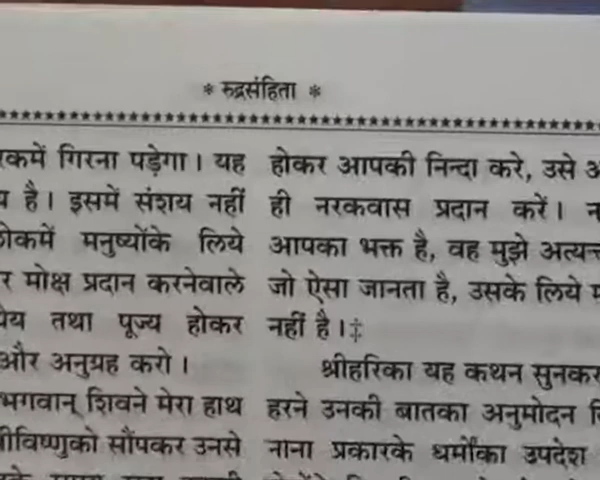 * रुद्रसंहिता *
गिरना पड़ेगा। यह
है। इसमें संशय नहीं
मनुष्योंके लिये
मोक्ष प्रदान करनेवाले
तथा पूज्य होकर
और अनुग्रह करो।
भगवान् शिवने मेरा हाथ
सौंपकर उनसे
होकर आपकी निन्दा करे, उसे
ही नरकवास प्रदान करें।
आपका भक्त है, वह मुझे
जो ऐसा जानता है, उसके लिये
नहीं है।‡
श्रीहरिका यह कथन सुनकर
हरने उनकी बातका अनुमोदन
नाना प्रकारके धर्मोंका उपदेश